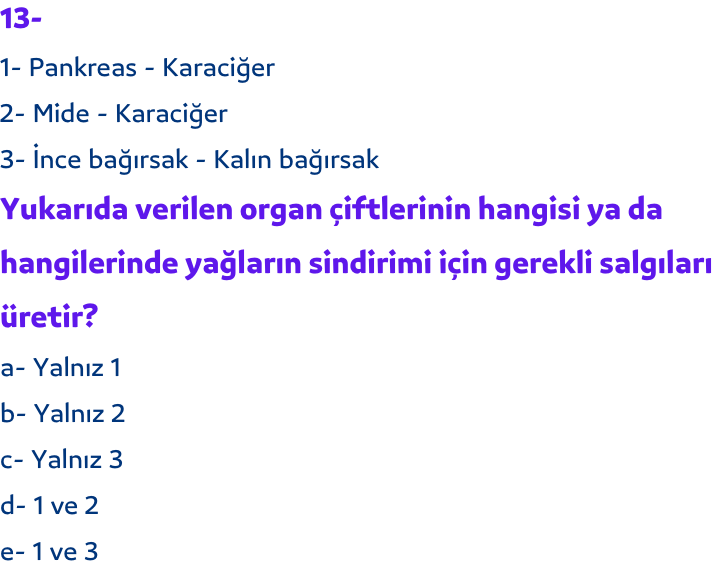 13-
1- Pankreas - Karaciğer
2- Mide - Karaciğer
3- İnce bağırsak - Kalın bağırsak
Yukarıda verilen organ çiftlerinin hangisi ya da
hangilerinde yağların sindirimi için gerekli salgıları
üretir?
a- Yalnız 1
b- Yalnız 2
c- Yalnız 3
d- 1 ve 2
e- 1 ve 3